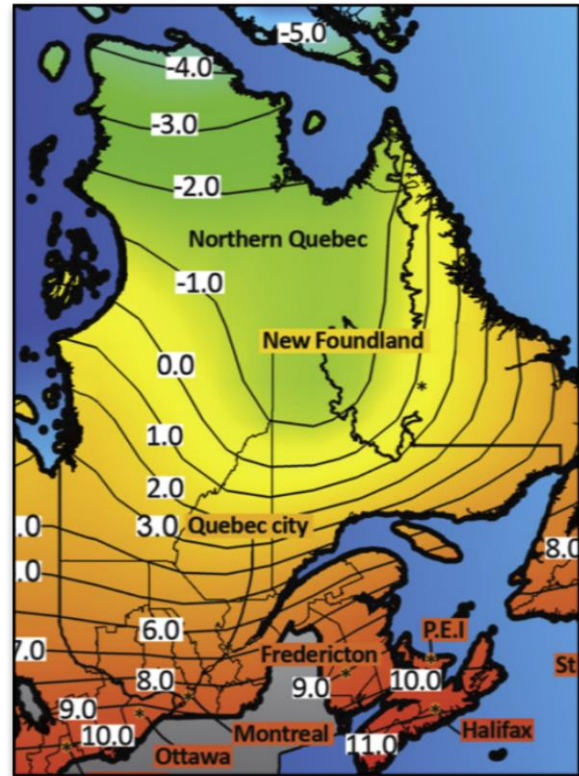 -5.0
-4.0
-3.0
-2.0
Northern Quebec
-1.0
New Foundland
0.0
1.0
2.0
3.0
Quebec city
.0
8.0
.0
6.0
P.E.I
7.0
Fredericton
St
8.0
9.0
10.0
9.0
Montreal
Halifax
10.0
Ottawa
11.0